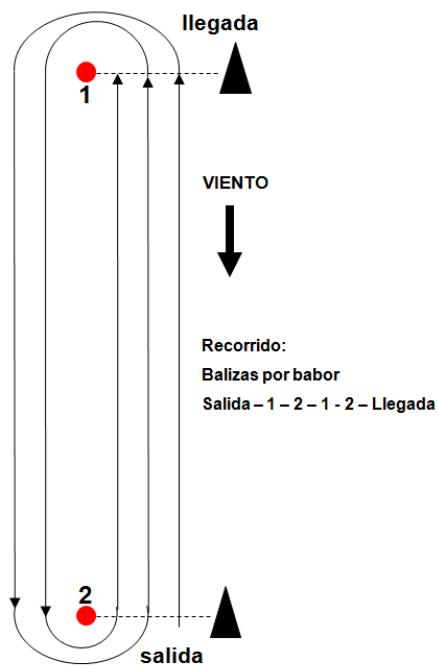 llegada
1
VIENTO
Recorrido:
Balizas por babor
Salida – 1 – 2 – 1 - 2 – Llegada
2
salida